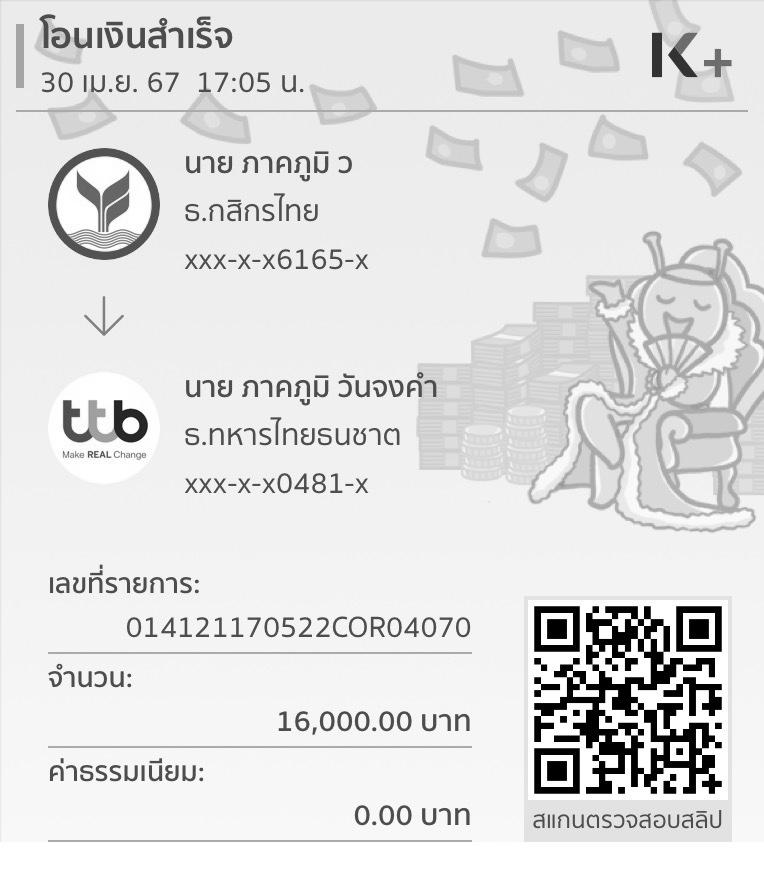 โอนเงินสำเร็จ
30 เม.ย. 67 17:05 น.
K+
นาย ภาคภูมิ ว
ธ.กสิกรไทย
xxx-x-x6165-x
ttb
Make REAL Change
นาย ภาคภูมิ วันจงคำ
ธ.ทหารไทยธนชาต
xxx-x-x0481-x
เลขที่รายการ:
014121170522COR04070
จำนวน:
16,000.00 บาท
ค่าธรรมเนียม:
0.00 บาท
สแกนตรวจสอบสลิป